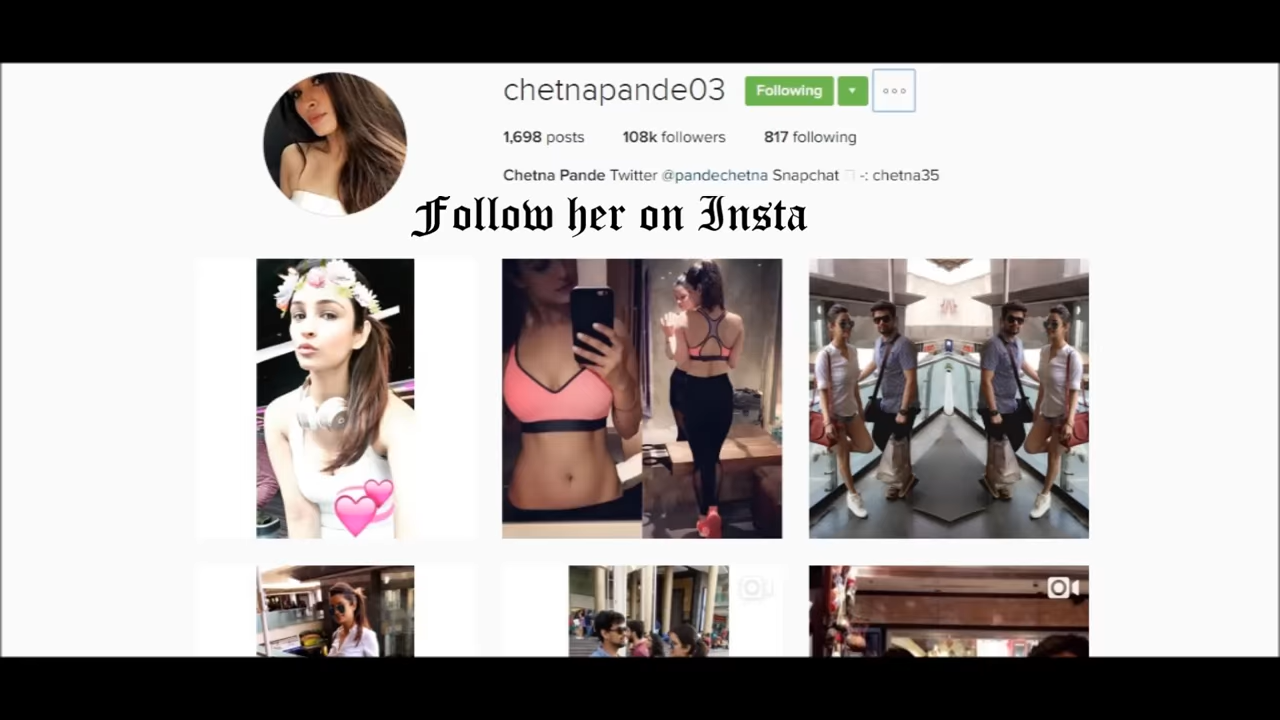 chetnapande03 Following
1,698 posts 108k followers 817 following
Chetna Pande Twitter @pandechetna Snapchat -: chetna35
Follow her on Insta